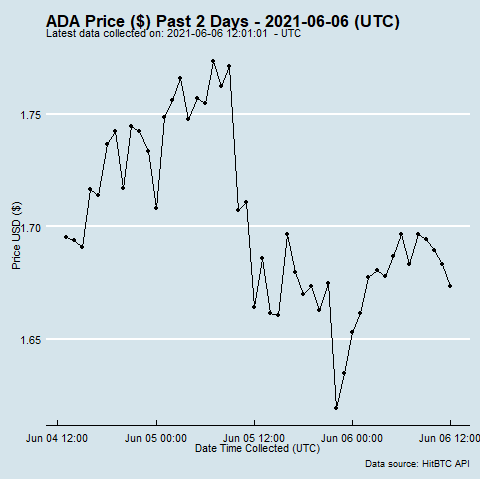 ADA Price ($) Past 2 Days - 2021-06-06 (UTC)
Latest data collected on: 2021-06-06 12:01:01  - UTC
1.75
1.70
1.65
Price USD ($)
Jun 04 12:00 Jun 05 00:00 Jun 05 12:00 Jun 06 00:00 Jun 06 12:00
Date Time Collected (UTC)
Data source: HitBTC API